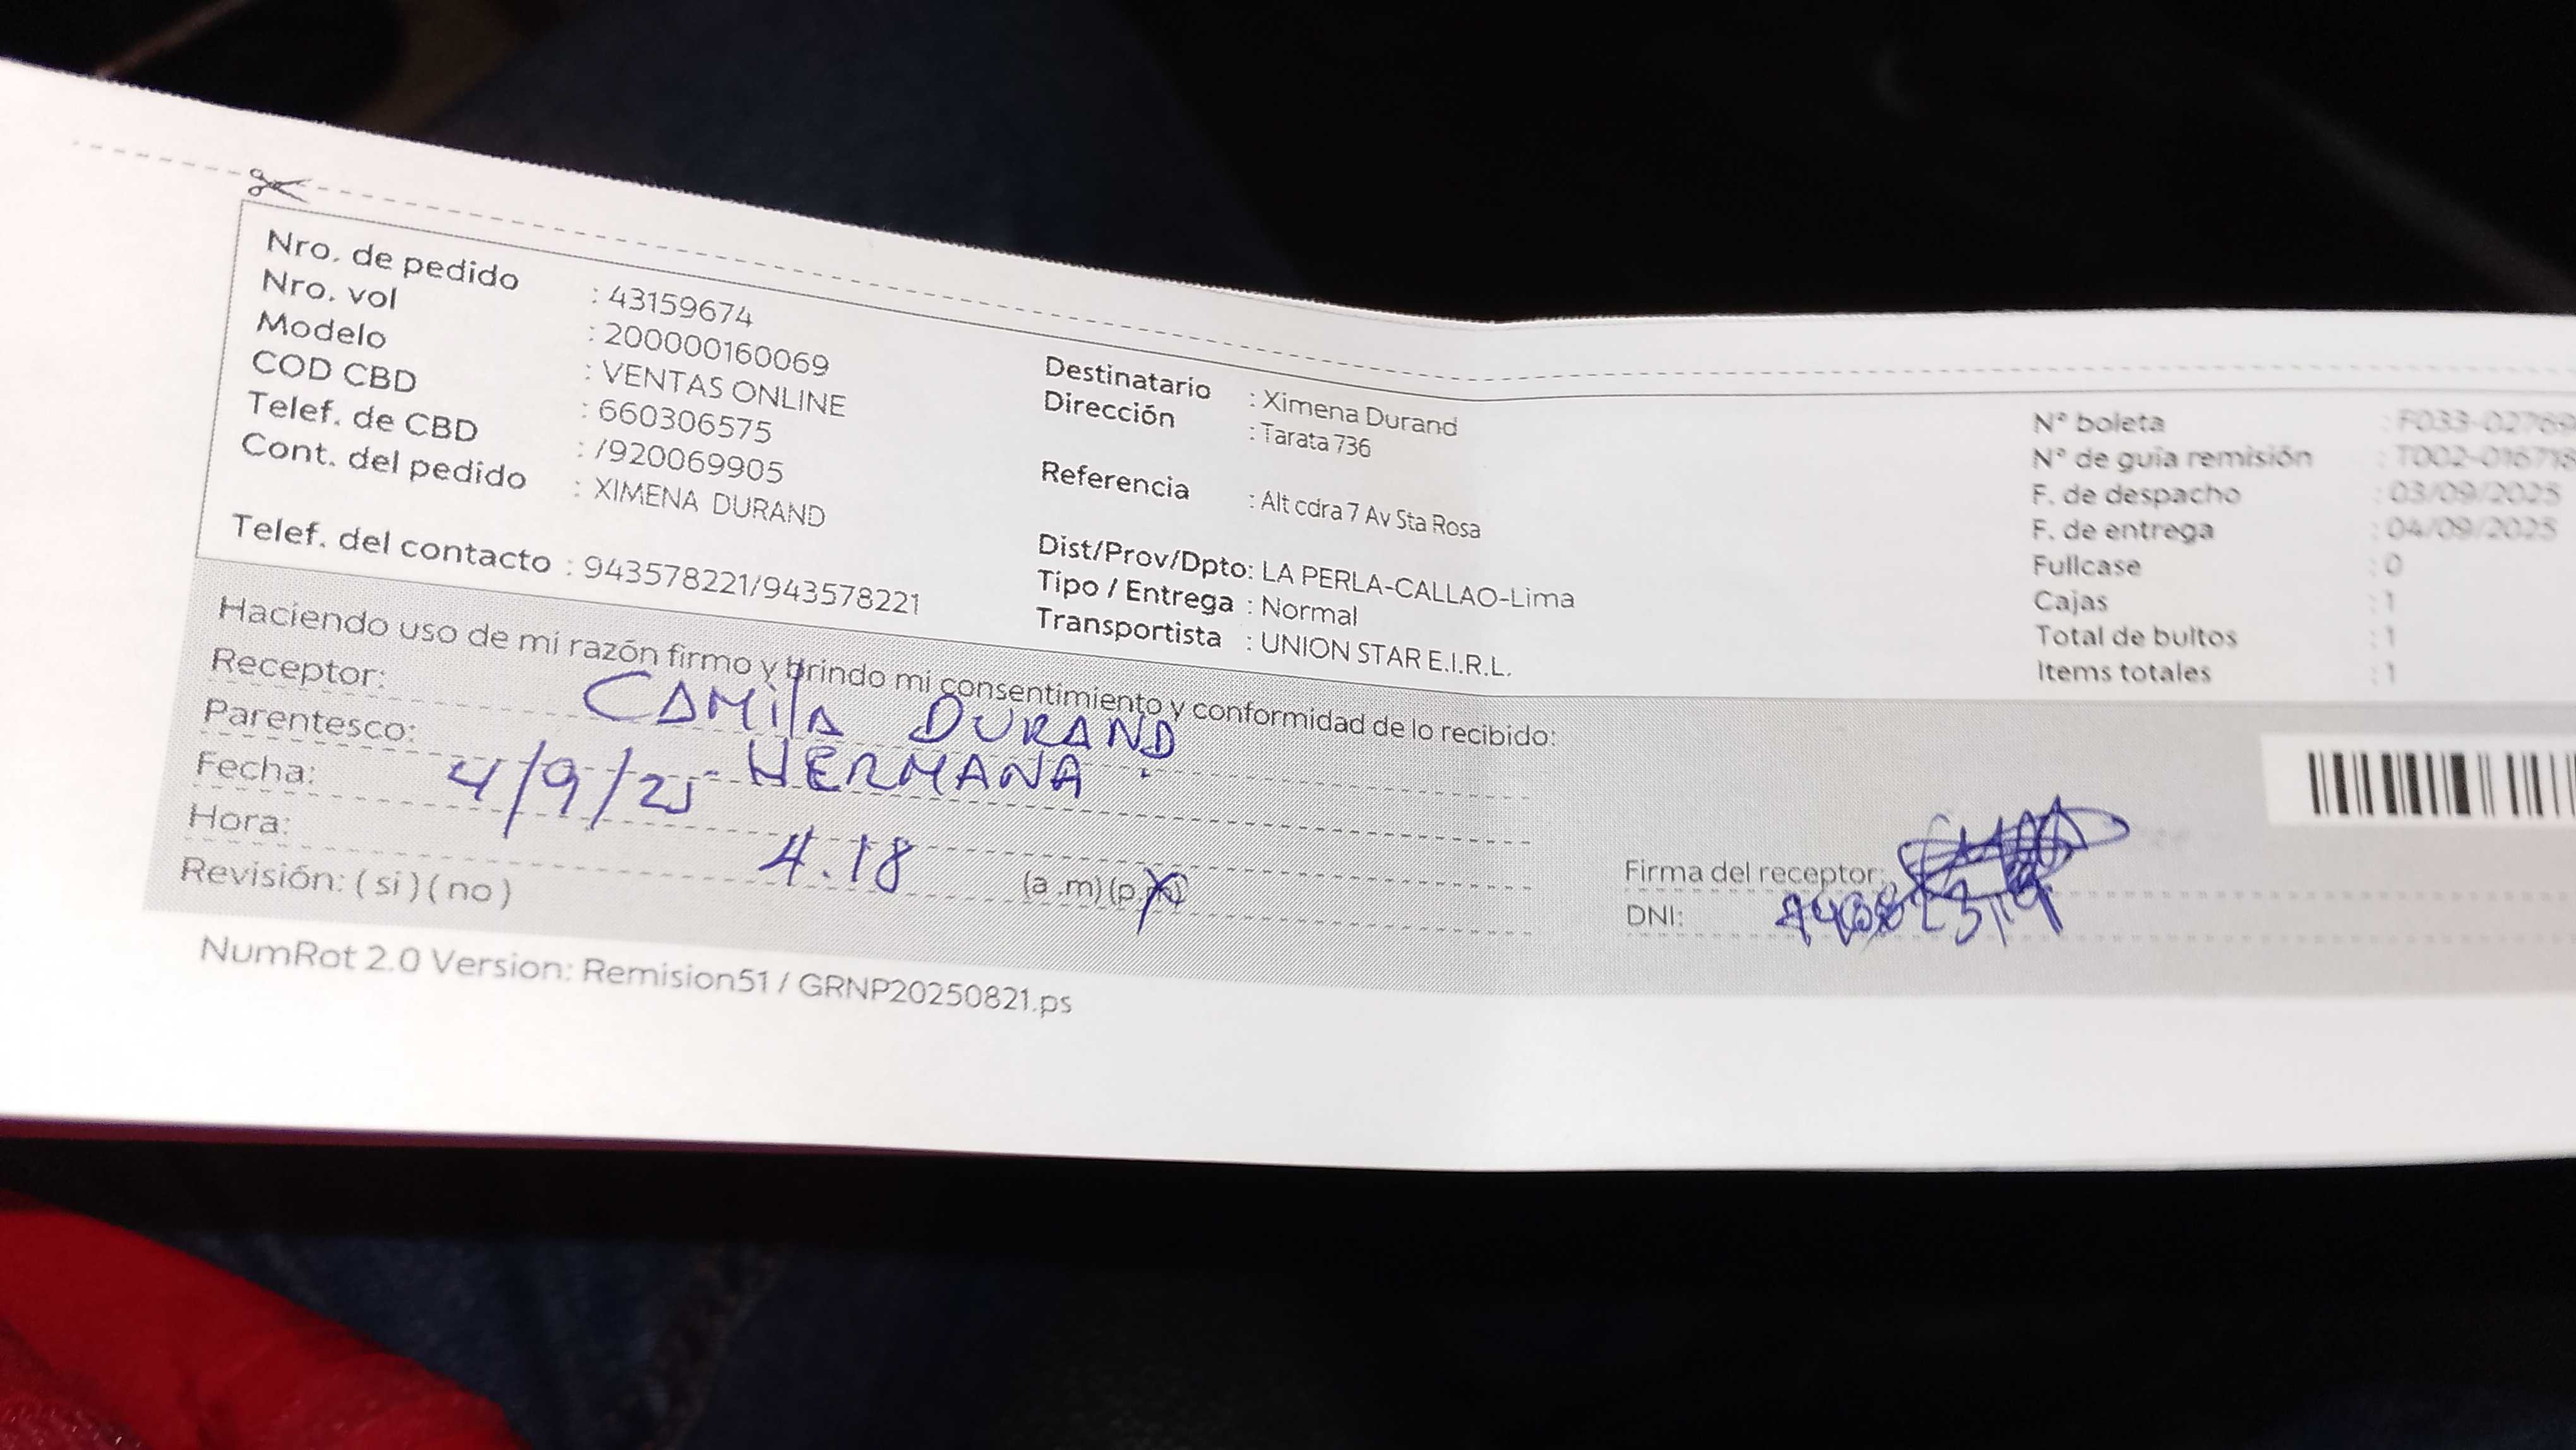 Nro. de pedido : 43159674
Nro. vol : 200000160069
Modelo : VENTAS ONLINE
COD CBD : 660306575
Telef. de CBD : /920069905
Cont. del pedido : XIMENA DURAND
Telef. del contacto : 943578221/943578221
Destinatario : Ximena Durand
Dirección : Tarata 736
Referencia : Alt cdra 7 Av Sta Rosa
Dist/Prov/Dpto: LA PERLA-CALLAO-Lima
Tipo / Entrega : Normal
Transportista : UNION STAR E.I.R.L.
N° boleta : F033-02769
N° de guia remisión : T002-016718
F. de despacho : 03/09/2025
F. de entrega : 04/09/2025
Fullcase : 0
Cajas : 1
Total de bultos : 1
Items totales : 1
Haciendo uso de mi razón firmo y brindo mi consentimiento y conformidad de lo recibido:
Receptor: CAMILA DURAND
Parentesco: HERMANA
Fecha: 4/9/25
Hora: 4.18 (a.m) (p.m)
Revisión: ( si ) ( no )
Firma del receptor:
DNI:
NumRot 2.0 Version: Remision51 / GRNP20250821.ps